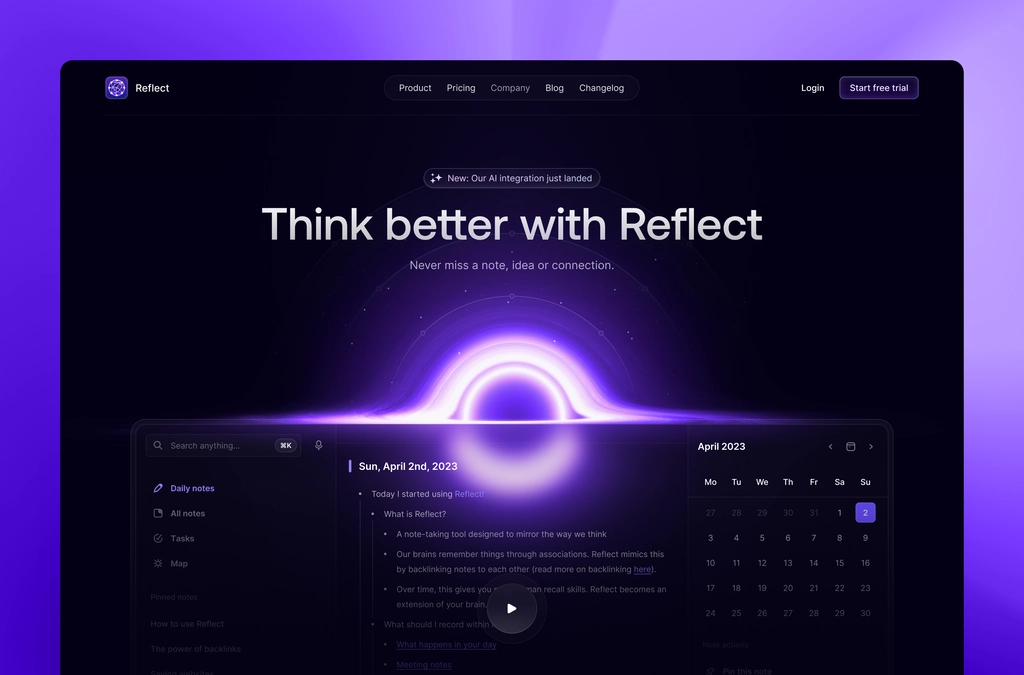 Reflect
Product Pricing Company Blog Changelog
Login
Start free trial
New: Our AI integration just landed
Think better with Reflect
Never miss a note, idea or connection.
Search anything...
⌘K
Daily notes
All notes
Tasks
Map
Pinned notes
How to use Reflect
The power of backlinks
Sun, April 2nd, 2023
Today I started using Reflect!
What is Reflect?
A note-taking tool designed to mirror the way we think
Our brains remember things through associations. Reflect mimics this
by backlinking notes to each other (read more on backlinking here).
Over time, this gives you recall skills. Reflect becomes an
extension of your brain.
What should I record within
What happens in your day
Meeting notes
April 2023
Mo Tu We Th Fr Sa Su
27 28 29 30 31 1 2
3 4 5 6 7 8 9
10 11 12 13 14 15 16
17 18 19 20 21 22 23
24 25 26 27 28 29 30
More actions
Pin this note